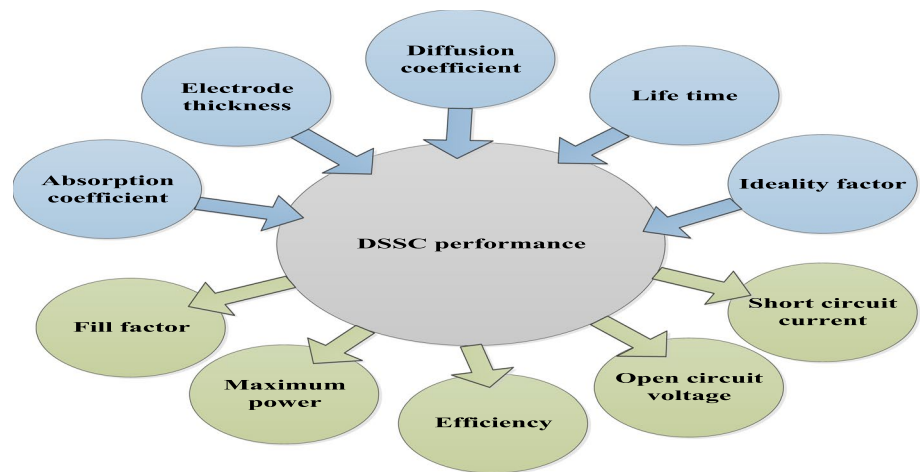 Diffusion
coefficient
Electrode
thickness
Life time
Absorption
coefficient
Ideality factor
DSSC performance
Fill factor
Short circuit
current
Maximum
power
Open circuit
voltage
Efficiency